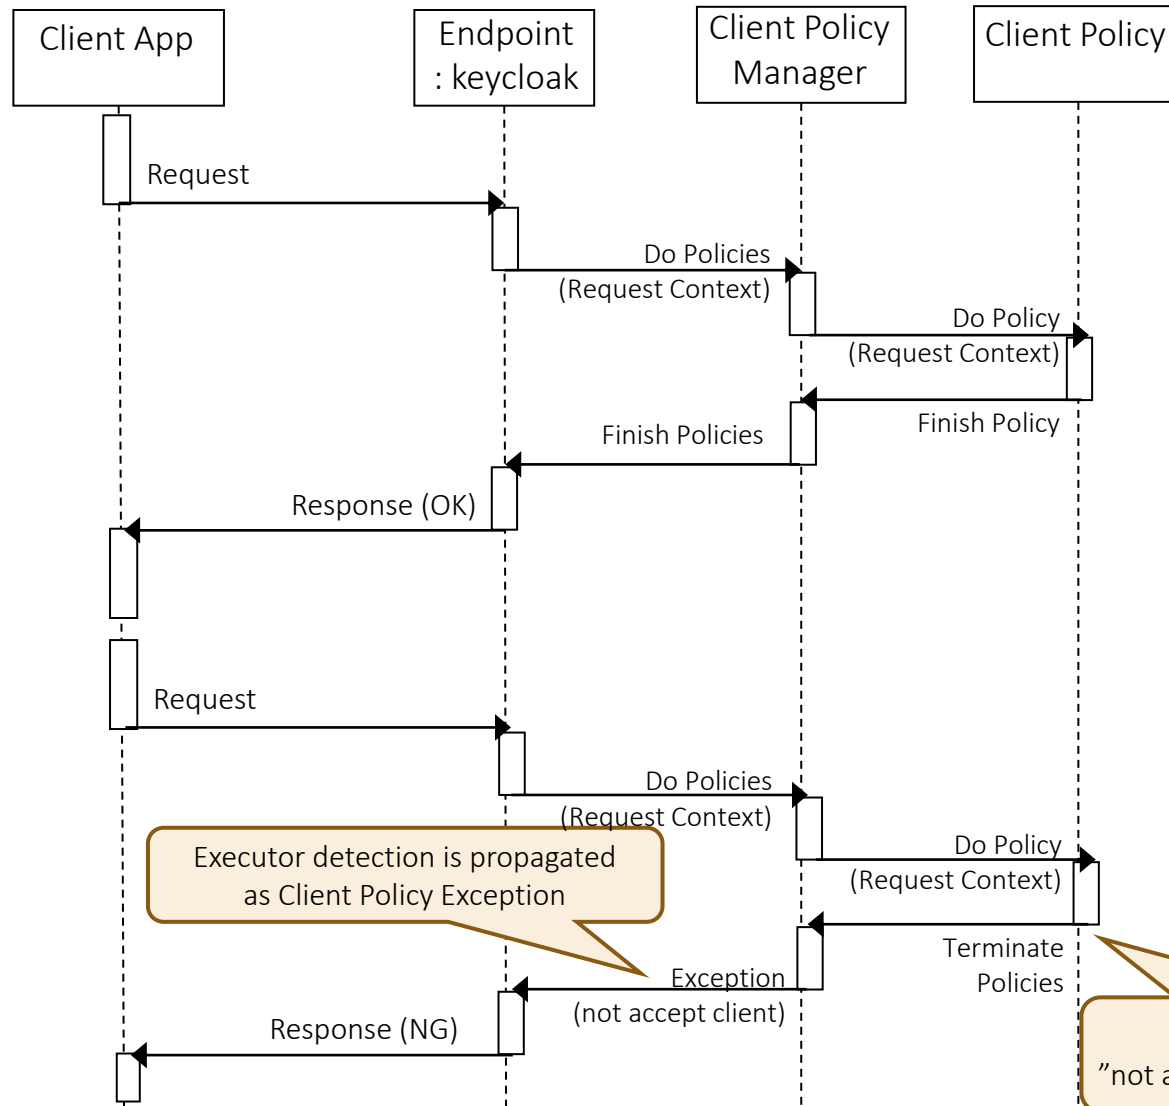 Client App
Endpoint
: keycloak
Client Policy
Manager
Client Policy
Request
Do Policies
(Request Context)
Do Policy
(Request Context)
Finish Policy
Finish Policies
Response (OK)
Request
Do Policies
(Request Context)
Executor detection is propagated
as Client Policy Exception
Do Policy
(Request Context)
Terminate
Policies
Exception
(not accept client)
Response (NG)
”not